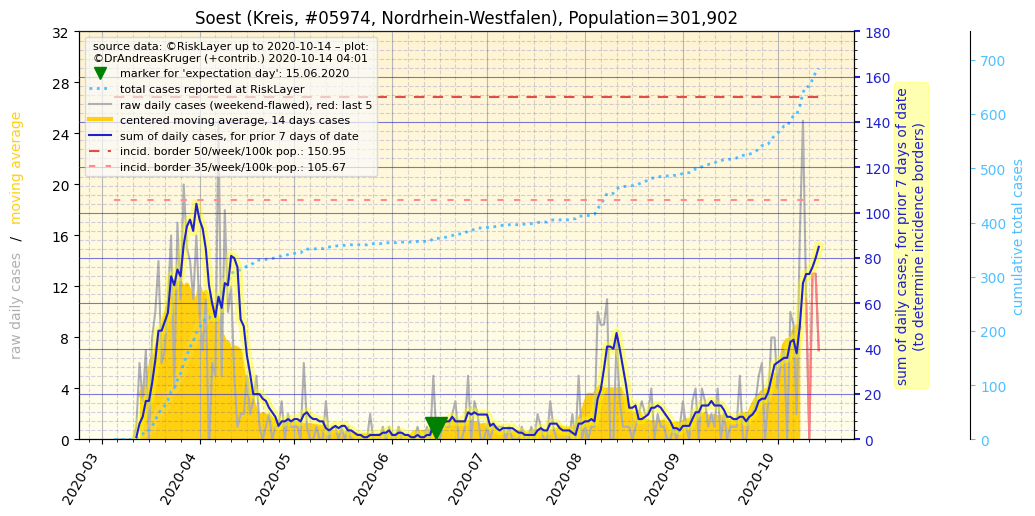 Soest (Kreis, #05974, Nordrhein-Westfalen), Population=301,902
source data: ©RiskLayer up to 2020-10-14 – plot:
©DrAndreasKruger (+contrib.) 2020-10-14 04:01
marker for 'expectation day': 15.06.2020
total cases reported at RiskLayer
raw daily cases (weekend-flawed), red: last 5
centered moving average, 14 days cases
sum of daily cases, for prior 7 days of date
incid. border 50/week/100k pop.: 150.95
incid. border 35/week/100k pop.: 105.67
raw daily cases / moving average
32
28
24
20
16
12
8
4
0
2020-03
2020-04
2020-05
2020-06
2020-07
2020-08
2020-09
2020-10
180
160
140
120
100
80
60
40
20
0
sum of daily cases, for prior 7 days of date
(to determine incidence borders)
700
600
500
400
300
200
100
0
cumulative total cases